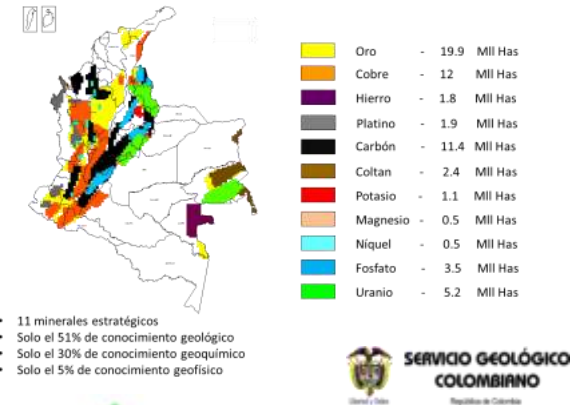 Oro - 19.9 Mll Has
Cobre - 12 Mll Has
Hierro - 1.8 Mll Has
Platino - 1.9 Mll Has
Carbón - 11.4 Mll Has
Coltan - 2.4 Mll Has
Potasio - 1.1 Mll Has
Magnesio - 0.5 Mll Has
Níquel - 0.5 Mll Has
Fosfato - 3.5 Mll Has
Uranio - 5.2 Mll Has
• 11 minerales estratégicos
• Solo el 51% de conocimiento geológico
• Solo el 30% de conocimiento geoquímico
• Solo el 5% de conocimiento geofísico
SERVICIO GEOLÓGICO
COLOMBIANO
República de Colombia
Libertad y Orden